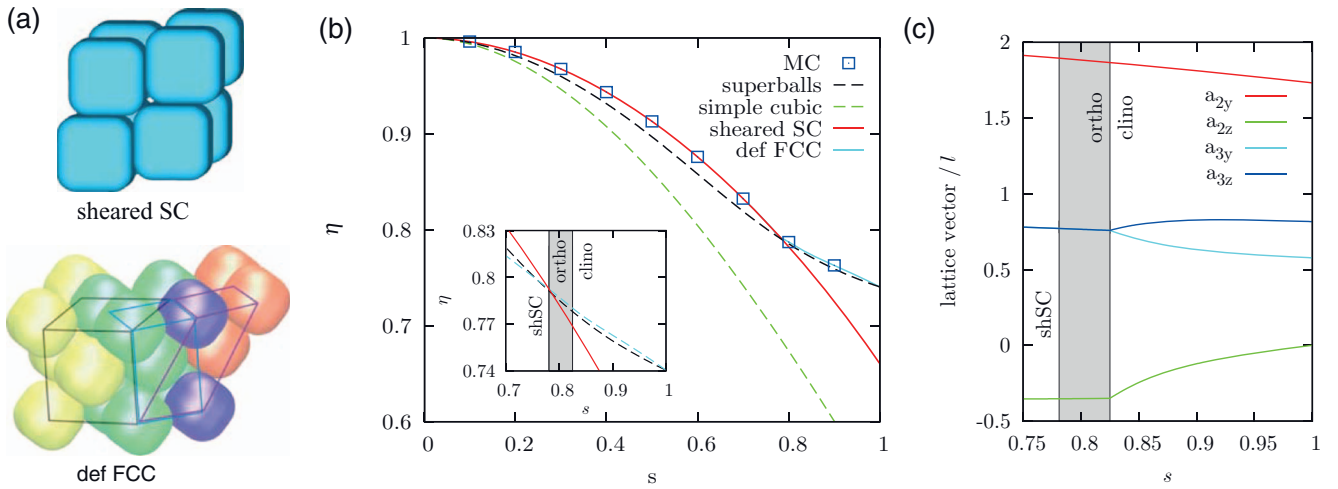 (a)
sheared SC
def FCC
(b)
η
1
0.9
0.8
0.7
0.6
0
0.2
0.4
0.6
0.8
1
s
MC
superballs
simple cubic
sheared SC
def FCC
η
0.83
0.8
0.77
0.74
0.7
0.8
0.9
1
s
shSC
ortho
clino
(c)
lattice vector / l
2
1.5
1
0.5
0
-0.5
0.75
0.8
0.85
0.9
0.95
1
s
shSC
ortho
clino
a2y
a2z
a3y
a3z